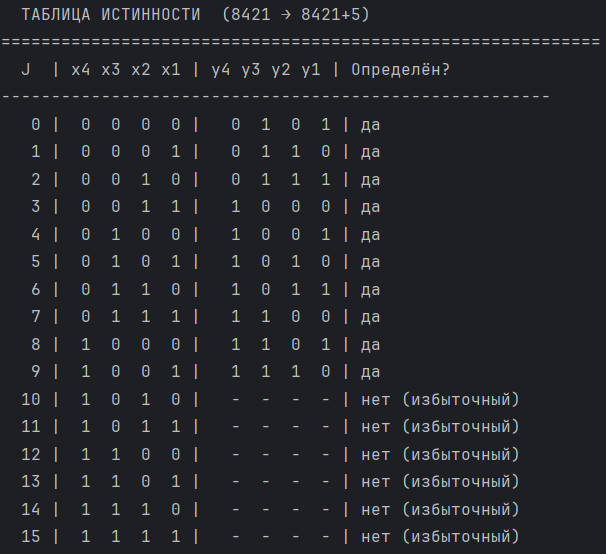 ТАБЛИЦА ИСТИННОСТИ  (8421 → 8421+5)
============================================================
J  | x4 x3 x2 x1 | y4 y3 y2 y1 | Определён?
-------------------------------------------------------
0 |  0  0  0  0 |   0  1  0  1 | да
1 |  0  0  0  1 |   0  1  1  0 | да
2 |  0  0  1  0 |   0  1  1  1 | да
3 |  0  0  1  1 |   1  0  0  0 | да
4 |  0  1  0  0 |   1  0  0  1 | да
5 |  0  1  0  1 |   1  0  1  0 | да
6 |  0  1  1  0 |   1  0  1  1 | да
7 |  0  1  1  1 |   1  1  0  0 | да
8 |  1  0  0  0 |   1  1  0  1 | да
9 |  1  0  0  1 |   1  1  1  0 | да
10 |  1  0  1  0 |   -  -  -  - | нет (избыточный)
11 |  1  0  1  1 |   -  -  -  - | нет (избыточный)
12 |  1  1  0  0 |   -  -  -  - | нет (избыточный)
13 |  1  1  0  1 |   -  -  -  - | нет (избыточный)
14 |  1  1  1  0 |   -  -  -  - | нет (избыточный)
15 |  1  1  1  1 |   -  -  -  - | нет (избыточный)